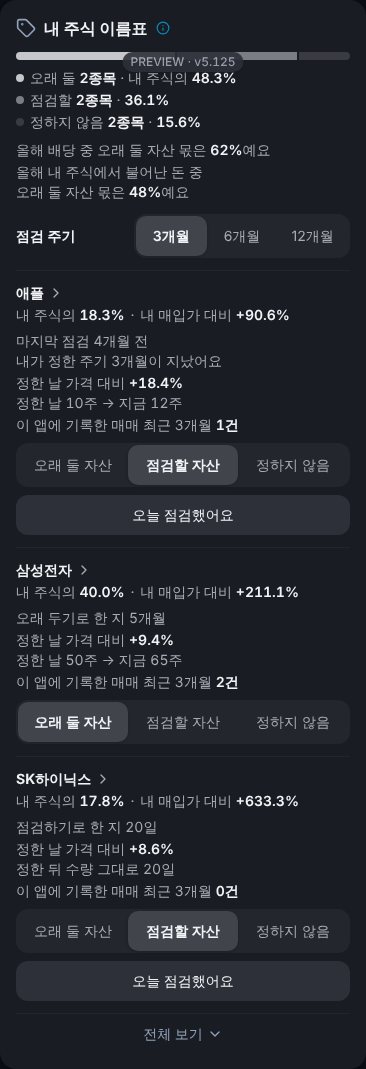 내 주식 이름표
PREVIEW · v5.125
오래 둘 2종목 · 내 주식의 48.3%
점검할 2종목 · 36.1%
정하지 않음 2종목 · 15.6%
올해 배당 중 오래 둘 자산 몫은 62%예요
올해 내 주식에서 불어난 돈 중
오래 둘 자산 몫은 48%예요
점검 주기 3개월 6개월 12개월
애플
내 주식의 18.3% · 내 매입가 대비 +90.6%
마지막 점검 4개월 전
내가 정한 주기 3개월이 지났어요
정한 날 가격 대비 +18.4%
정한 날 10주 → 지금 12주
이 앱에 기록한 매매 최근 3개월 1건
오래 둘 자산 점검할 자산 정하지 않음
오늘 점검했어요
삼성전자
내 주식의 40.0% · 내 매입가 대비 +211.1%
오래 두기로 한 지 5개월
정한 날 가격 대비 +9.4%
정한 날 50주 → 지금 65주
이 앱에 기록한 매매 최근 3개월 2건
오래 둘 자산 점검할 자산 정하지 않음
SK하이닉스
내 주식의 17.8% · 내 매입가 대비 +633.3%
점검하기로 한 지 20일
정한 날 가격 대비 +8.6%
정한 뒤 수량 그대로 20일
이 앱에 기록한 매매 최근 3개월 0건
오래 둘 자산 점검할 자산 정하지 않음
오늘 점검했어요
전체 보기